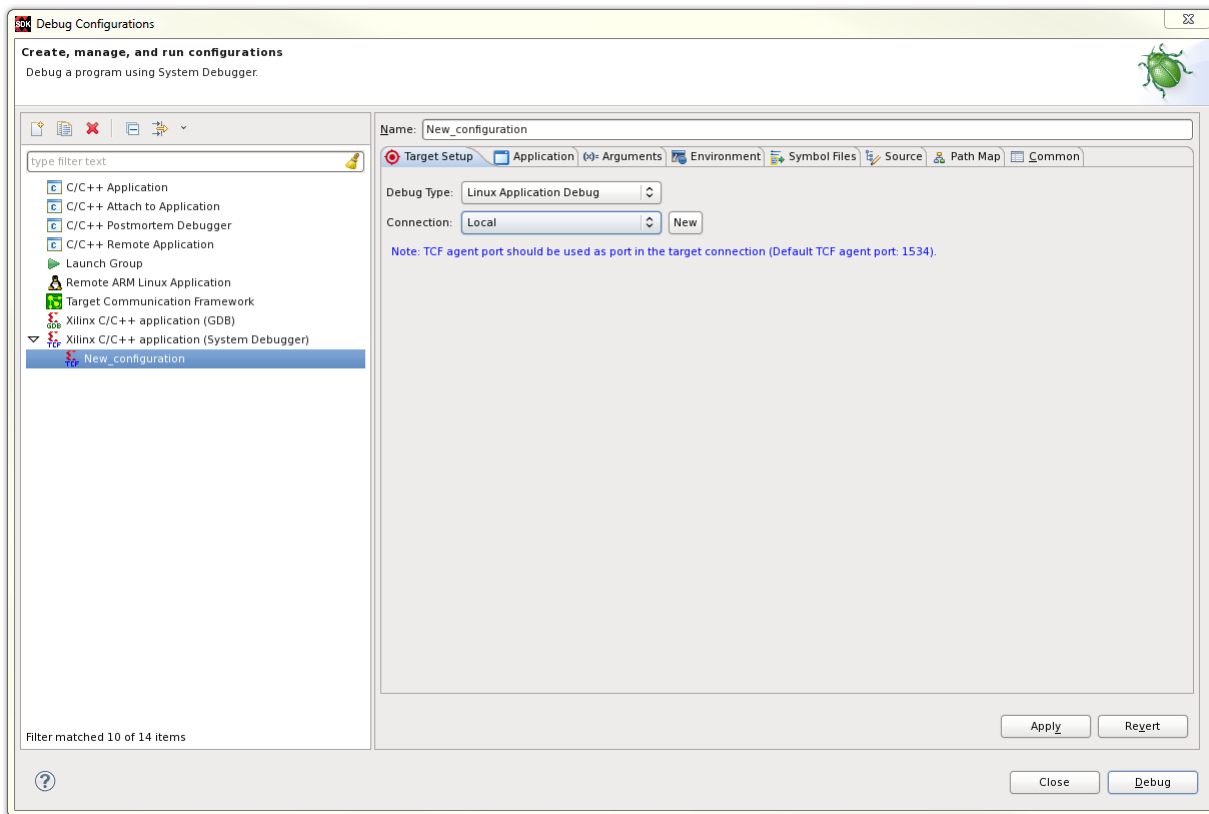 SDK Debug Configurations
Create, manage, and run configurations
Debug a program using System Debugger.
type filter text
C C/C++ Application
C C/C++ Attach to Application
C C/C++ Postmortem Debugger
C C/C++ Remote Application
Launch Group
Remote ARM Linux Application
Target Communication Framework
GDB Xilinx C/C++ application (GDB)
TCF Xilinx C/C++ application (System Debugger)
TCF New_configuration
Filter matched 10 of 14 items
Name: New_configuration
Target Setup Application (x)= Arguments Environment Symbol Files Source Path Map Common
Debug Type: Linux Application Debug
Connection: Local New
Note: TCF agent port should be used as port in the target connection (Default TCF agent port: 1534).
Apply Revert
? Close Debug